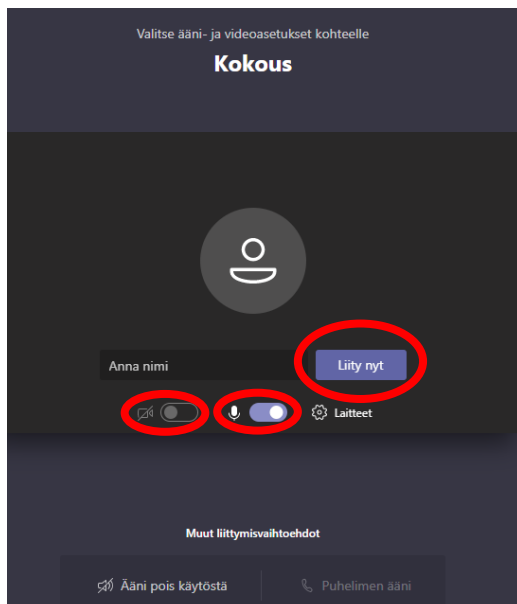 Valitse ääni- ja videoasetukset kohteelle
Kokous
Anna nimi
Liity nyt
Laitteet
Muut liittymisvaihtoehdot
Ääni pois käytöstä
Puhelimen ääni